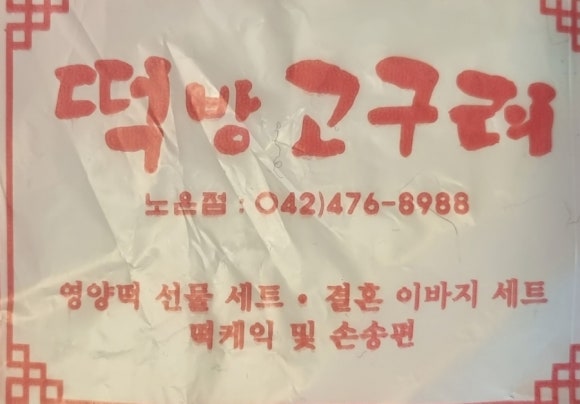 떡방고구려
노은점 : 042)476-8988
영양떡 선물 세트 · 결혼 이바지 세트
떡케익 및 손송편